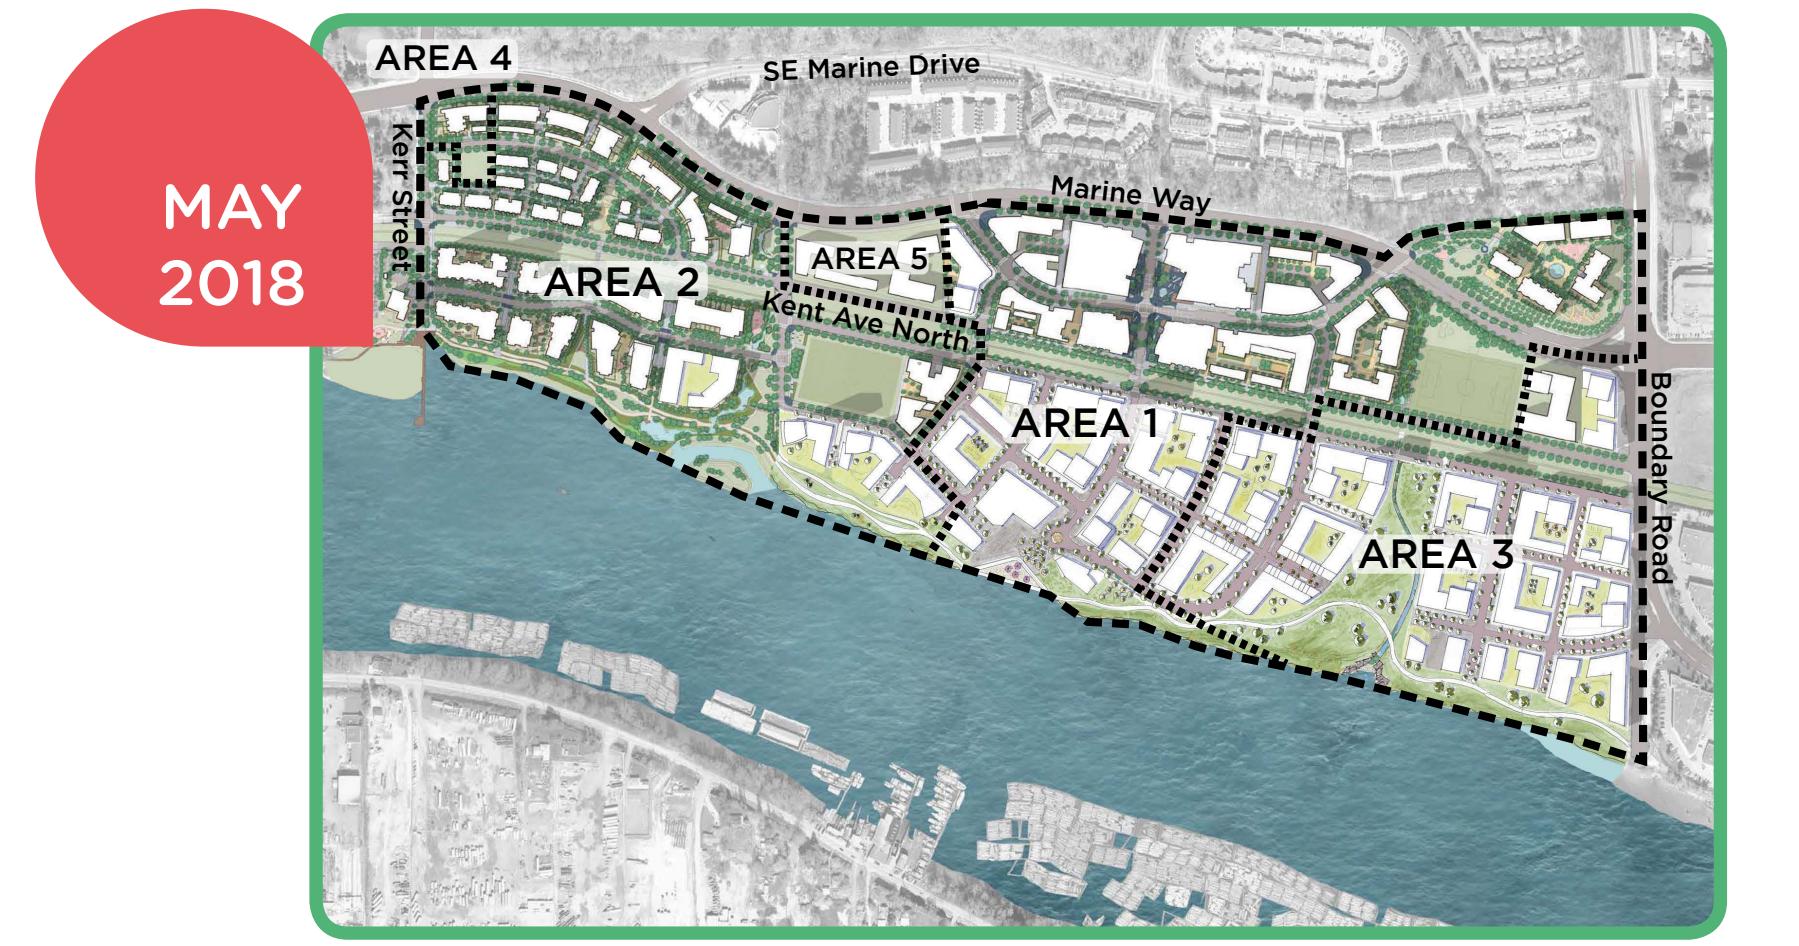 MAY
2018
AREA 4
SE Marine Drive
Kerr Street
Marine Way
AREA 5
AREA 2
Kent Ave North
AREA 1
Boundary Road
AREA 3